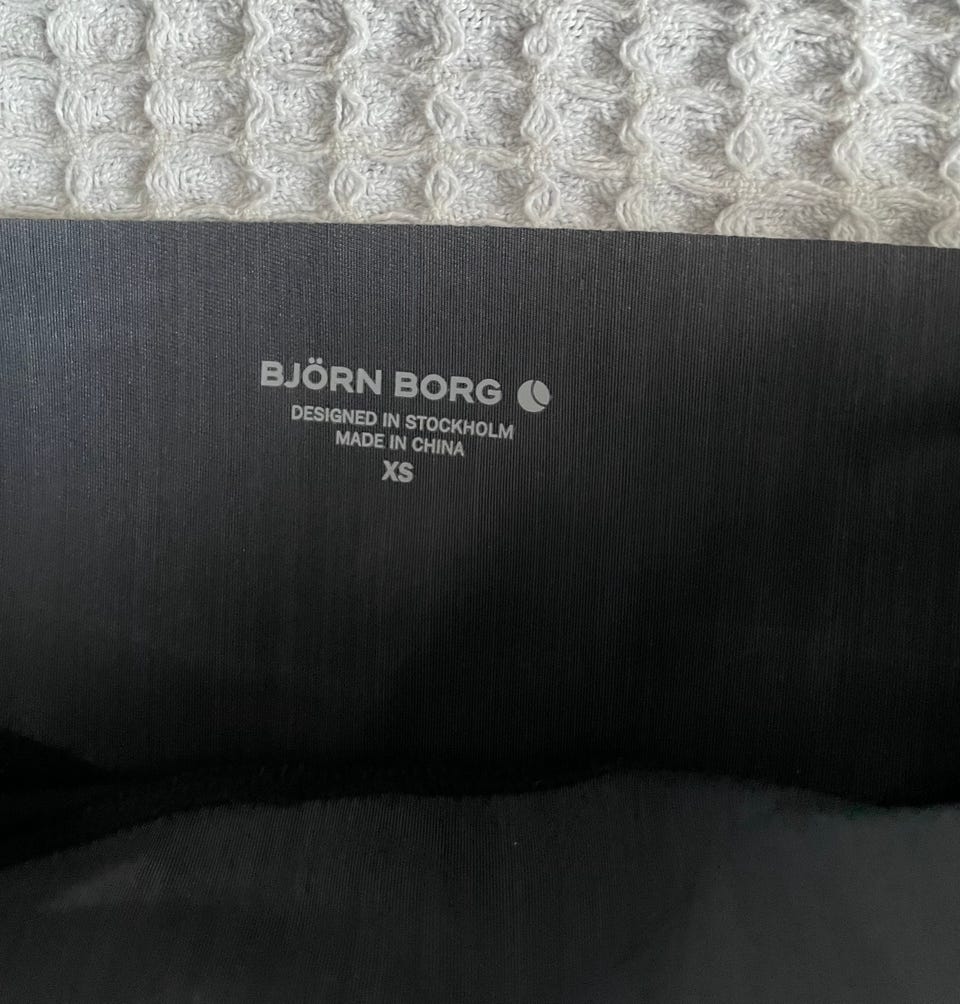 BJÖRN BORG
DESIGNED IN STOCKHOLM
MADE IN CHINA
XS